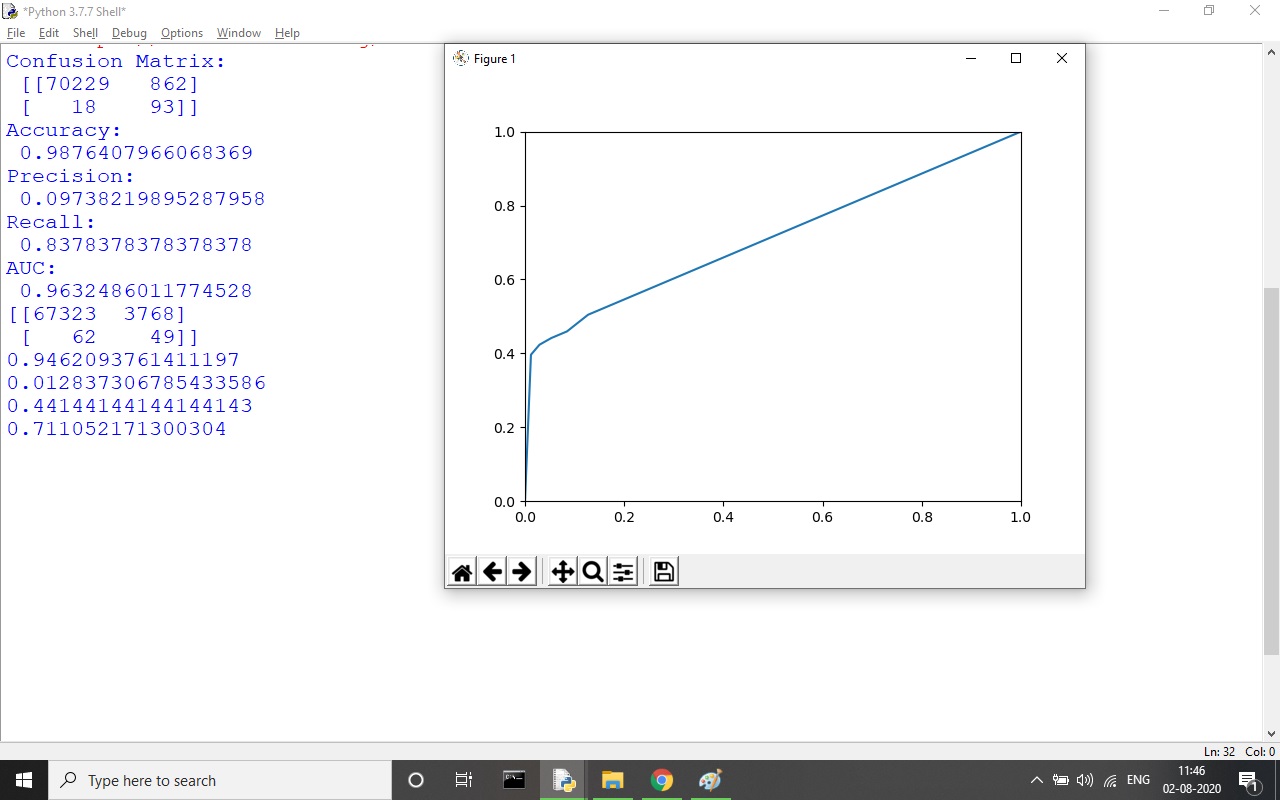 *Python 3.7.7 Shell*
File Edit Shell Debug Options Window Help
Confusion Matrix:
[[70229 862]
[ 18 93]]
Accuracy:
0.9876407966068369
Precision:
0.09738219895287958
Recall:
0.8378378378378378
AUC:
0.9632486011774528
[[67323 3768]
[ 62 49]]
0.9462093761411197
0.012837306785433586
0.44144144144144143
0.711052171300304
Figure 1
1.0
0.8
0.6
0.4
0.2
0.0
0.0 0.2 0.4 0.6 0.8 1.0
Ln: 32 Col: 0
Type here to search
ENG
11:46
02-08-2020
1